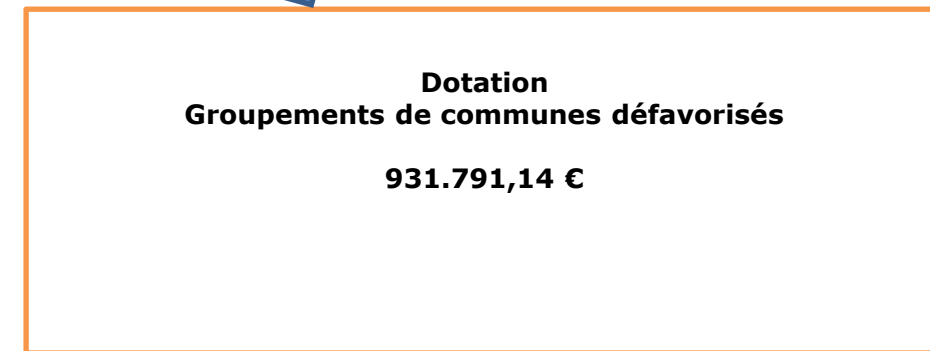 Dotation
Groupements de communes défavorisés
931.791,14 €